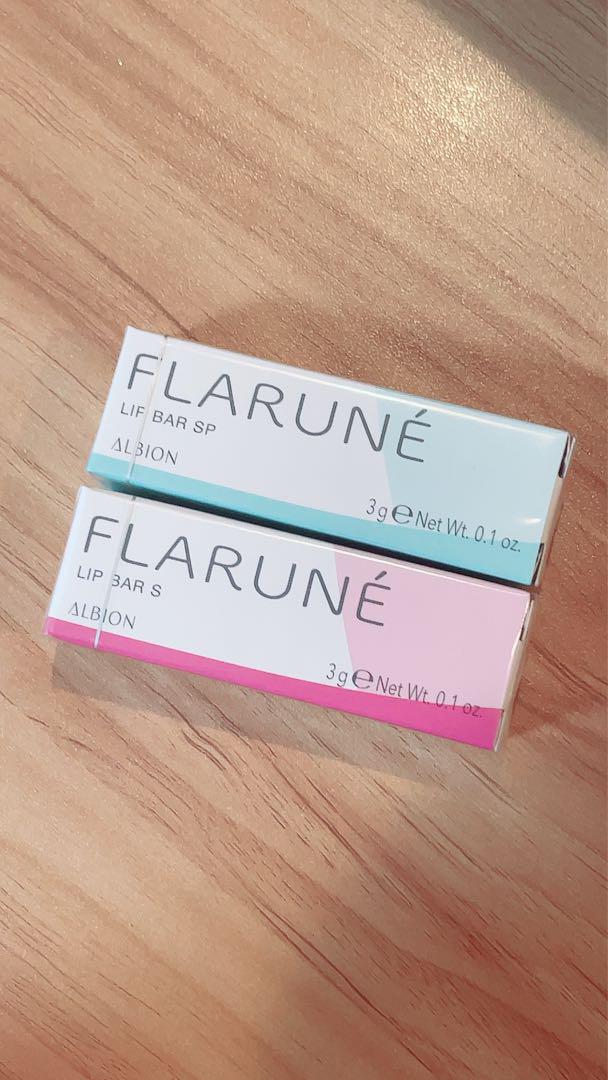 FLARUNÉ
LIP BAR SP
ALBION
3g ℮ Net Wt. 0.1 oz.
FLARUNÉ
LIP BAR S
ALBION
3g ℮ Net Wt. 0.1 oz.